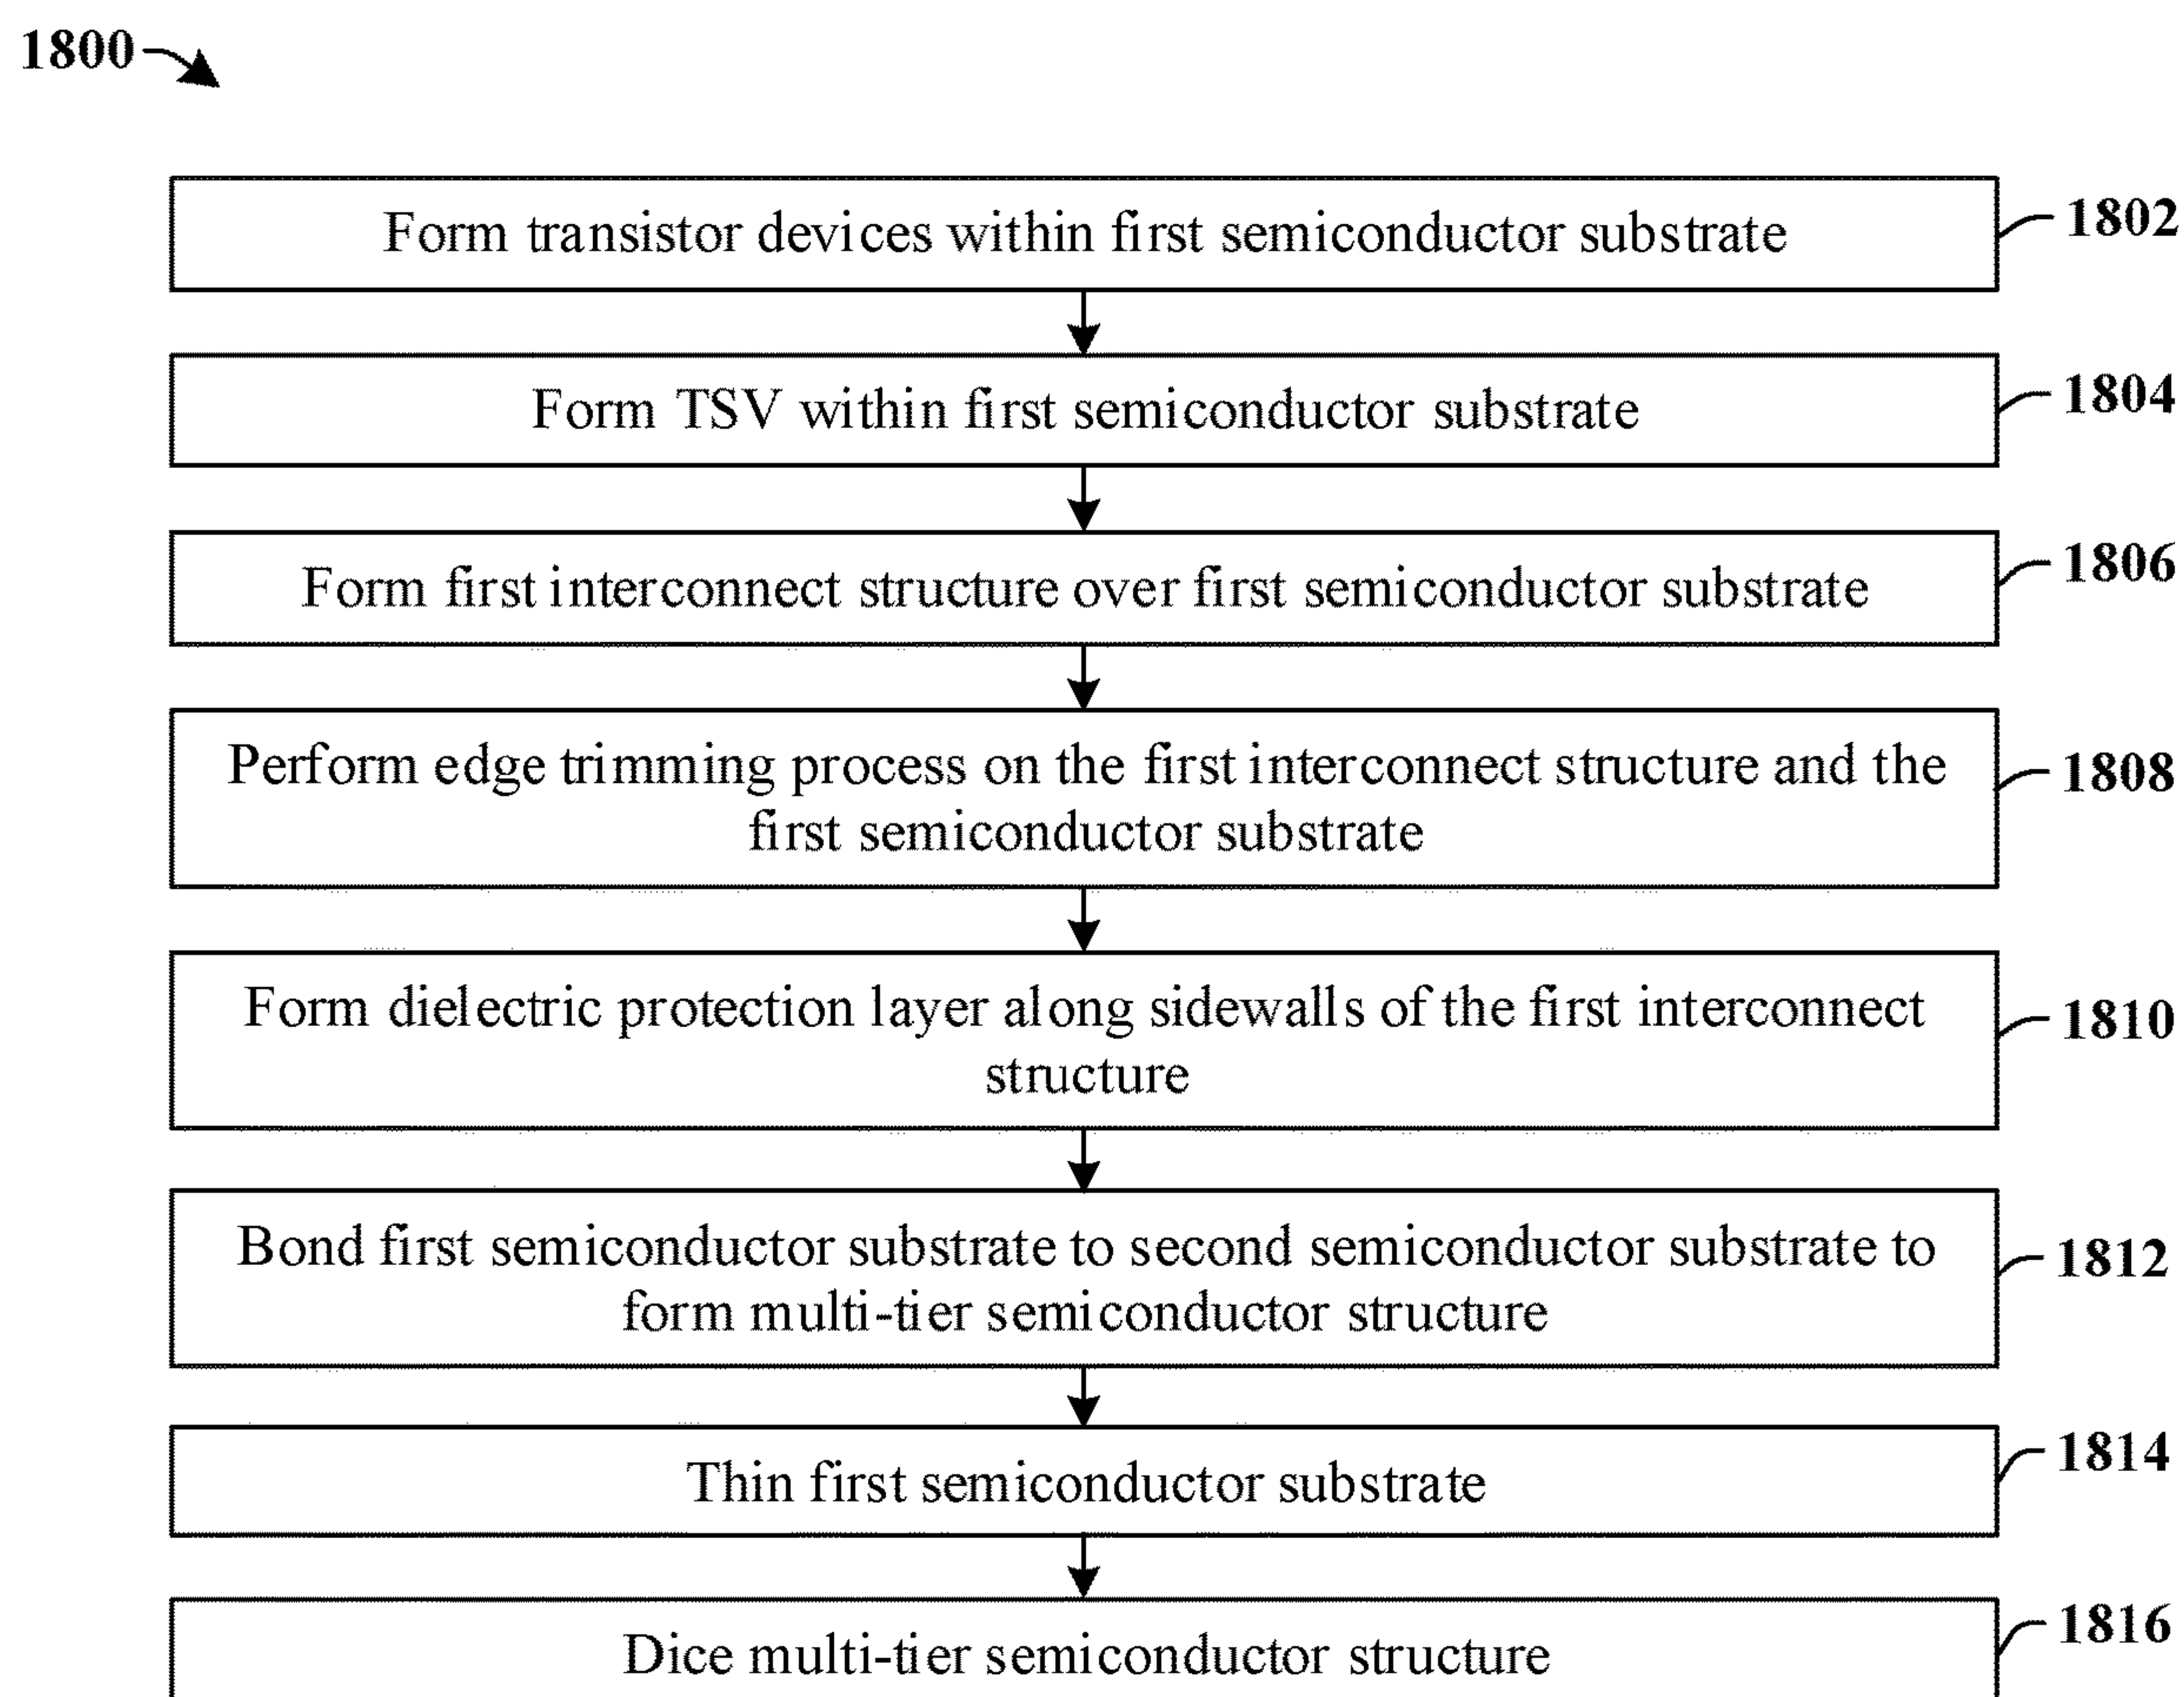 1800
Form transistor devices within first semiconductor substrate
1802
Form TSV within first semiconductor substrate
1804
Form first interconnect structure over first semiconductor substrate
1806
Perform edge trimming process on the first interconnect structure and the
first semiconductor substrate
1808
Form dielectric protection layer along sidewalls of the first interconnect
structure
1810
Bond first semiconductor substrate to second semiconductor substrate to
form multi-tier semiconductor structure
1812
Thin first semiconductor substrate
1814
Dice multi-tier semiconductor structure
1816